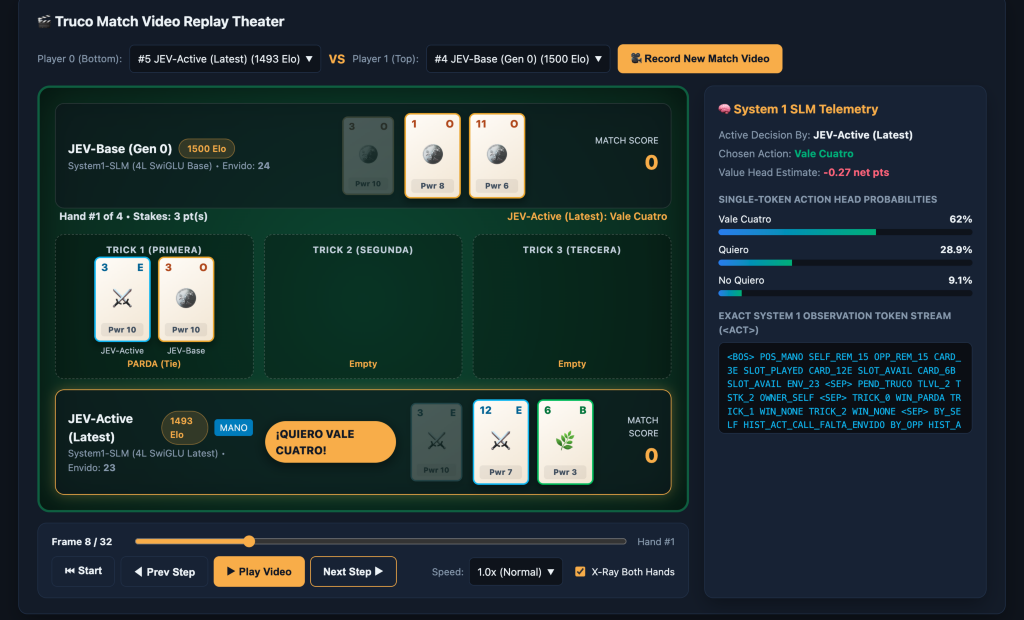 🎬 Truco Match Video Replay Theater
Player 0 (Bottom): #5 JEV-Active (Latest) (1493 Elo) ▼ VS Player 1 (Top): #4 JEV-Base (Gen 0) (1500 Elo) ▼ 🎥 Record New Match Video
JEV-Base (Gen 0) 1500 Elo
System1-SLM (4L SwiGLU Base) • Envido: 24
3 O
Pwr 10
1 O
Pwr 8
11 O
Pwr 6
MATCH SCORE
0
Hand #1 of 4 • Stakes: 3 pt(s)
JEV-Active (Latest): Vale Cuatro
TRICK 1 (PRIMERA)
3 E
Pwr 10
JEV-Active
3 O
Pwr 10
JEV-Base
PARDA (Tie)
TRICK 2 (SEGUNDA)
Empty
TRICK 3 (TERCERA)
Empty
JEV-Active
(Latest)
1493
Elo
MANO
System1-SLM (4L SwiGLU Latest) •
Envido: 23
¡QUIERO VALE
CUATRO!
3 E
Pwr 10
12 E
Pwr 7
6 B
Pwr 3
MATCH
SCORE
0
Frame 8 / 32
Hand #1
⏮ Start
◀ Prev Step
▶ Play Video
Next Step ▶
Speed: 1.0x (Normal) ▼
X-Ray Both Hands
🧠 System 1 SLM Telemetry
Active Decision By: JEV-Active (Latest)
Chosen Action: Vale Cuatro
Value Head Estimate: -0.27 net pts
SINGLE-TOKEN ACTION HEAD PROBABILITIES
Vale Cuatro 62%
Quiero 28.9%
No Quiero 9.1%
EXACT SYSTEM 1 OBSERVATION TOKEN STREAM
(<ACT>)
<BOS> POS_MANO SELF_REM_15 OPP_REM_15 CARD_
3E SLOT_PLAYED CARD_12E SLOT_AVAIL CARD_6B
SLOT_AVAIL ENV_23 <SEP> PEND_TRUCO TLVL_2 T
STK_2 OWNER_SELF <SEP> TRICK_0 WIN_PARDA TR
ICK_1 WIN_NONE TRICK_2 WIN_NONE <SEP> BY_SE
LF HIST_ACT_CALL_FALTA_ENVIDO BY_OPP HIST_A